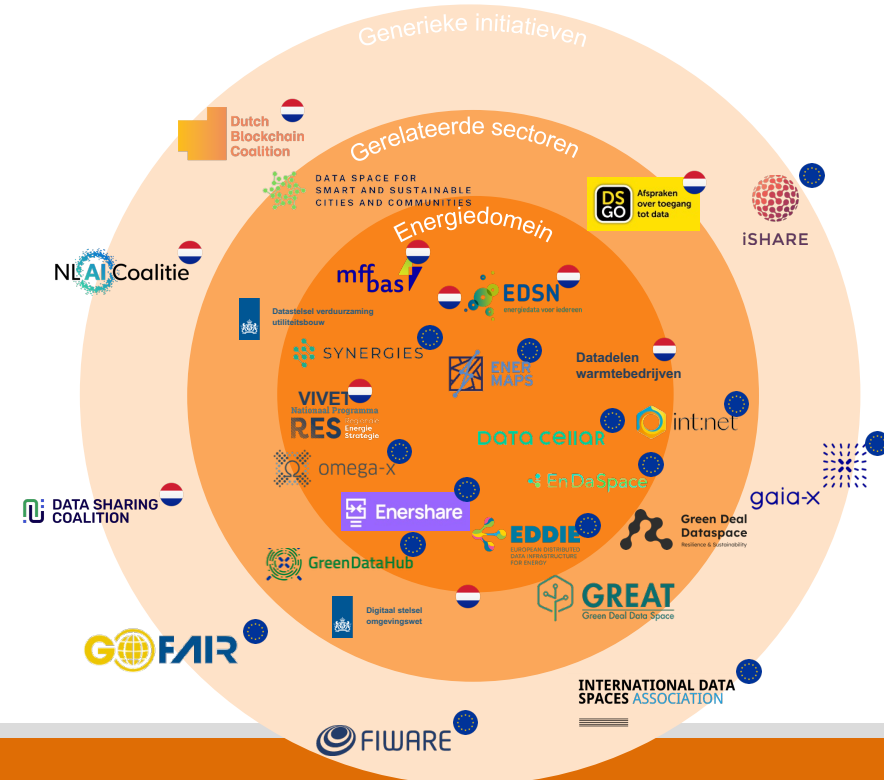 Generieke initiatieven
Dutch
Blockchain
Coalition
Gerelateerde sectoren
DATA SPACE FOR
SMART AND SUSTAINABLE
CITIES AND COMMUNITIES
DS
GO
Afspraken
over toegang
tot data
iSHARE
Energiedomein
NL AI Coalitie
mff
bas
EDSN
energiedata voor iedereen
Datastelsel verduurzaming
utiliteitsbouw
SYNERGIES
ENER
MAPS
Datadelen
warmtebedrijven
VIVET
Nationaal Programma
RES
Regionale
Energie
Strategie
int:net
DATA CELLAR
omega-x
EnDaSpace
gaia-x
DATA SHARING
COALITION
Enershare
Green Deal
Dataspace
Resilience & Sustainability
EDDIE
EUROPEAN DISTRIBUTED
DATA INFRASTRUCTURE
FOR ENERGY
GreenDataHub
GREAT
Green Deal Data Space
Digitaal stelsel
omgevingswet
GO FAIR
INTERNATIONAL DATA
SPACES ASSOCIATION
FIWARE